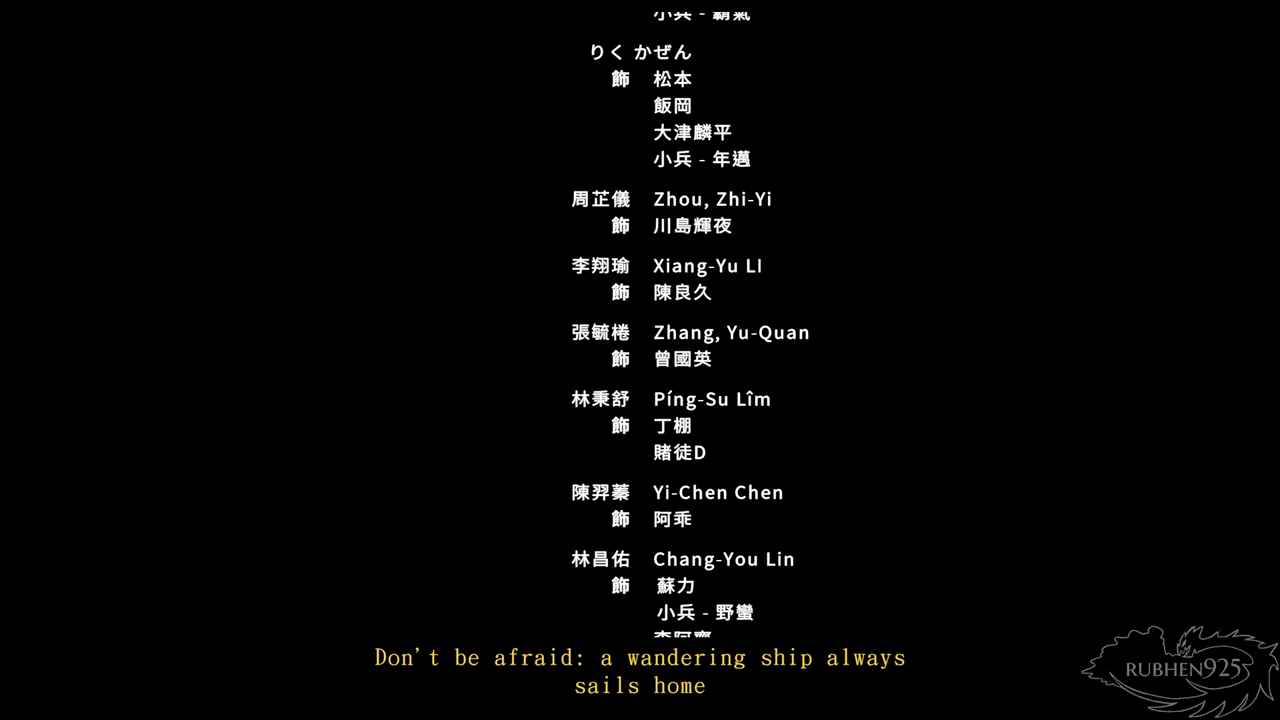 小兵 - 霸氣
りく かぜん
飾 松本
飯岡
大津麟平
小兵 - 年邁
周芷儀 Zhou, Zhi-Yi
飾 川島輝夜
李翔瑜 Xiang-Yu LI
飾 陳良久
張毓棬 Zhang, Yu-Quan
飾 曾國英
林秉舒 Píng-Su Lîm
飾 丁棚
賭徒D
陳羿蓁 Yi-Chen Chen
飾 阿乖
林昌佑 Chang-You Lin
飾 蘇力
小兵 - 野蠻
Don't be afraid: a wandering ship always
sails home
RUBHEN925